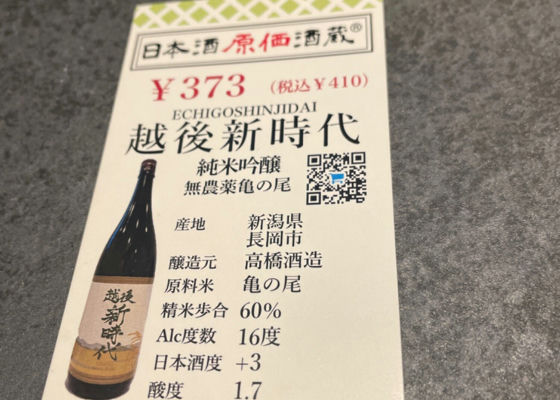 日本酒原価酒蔵®
￥373 （税込￥410）
ECHIGOSHINJIDAI
越後新時代
純米吟醸
無農薬亀の尾
産地 新潟県
長岡市
醸造元 高橋酒造
原料米 亀の尾
精米歩合 60%
Alc度数 16度
日本酒度 +3
酸度 1.7
越後
新時代